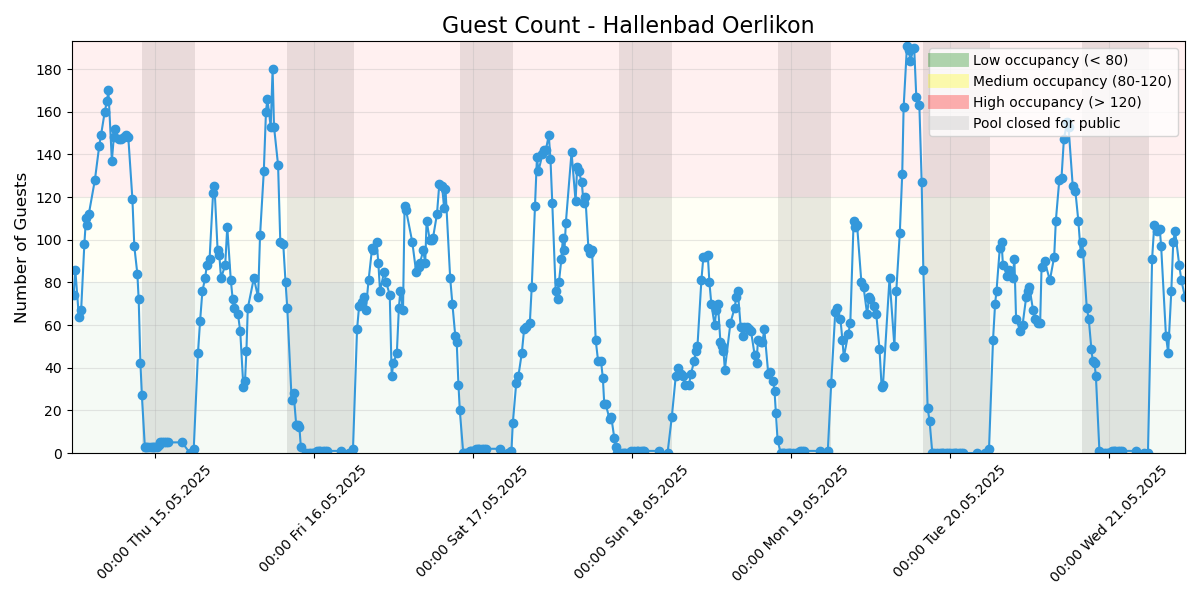 Guest Count - Hallenbad Oerlikon
Number of Guests
180
160
140
120
100
80
60
40
20
0
Low occupancy (< 80)
Medium occupancy (80-120)
High occupancy (> 120)
Pool closed for public
00:00 Thu 15.05.2025
00:00 Fri 16.05.2025
00:00 Sat 17.05.2025
00:00 Sun 18.05.2025
00:00 Mon 19.05.2025
00:00 Tue 20.05.2025
00:00 Wed 21.05.2025